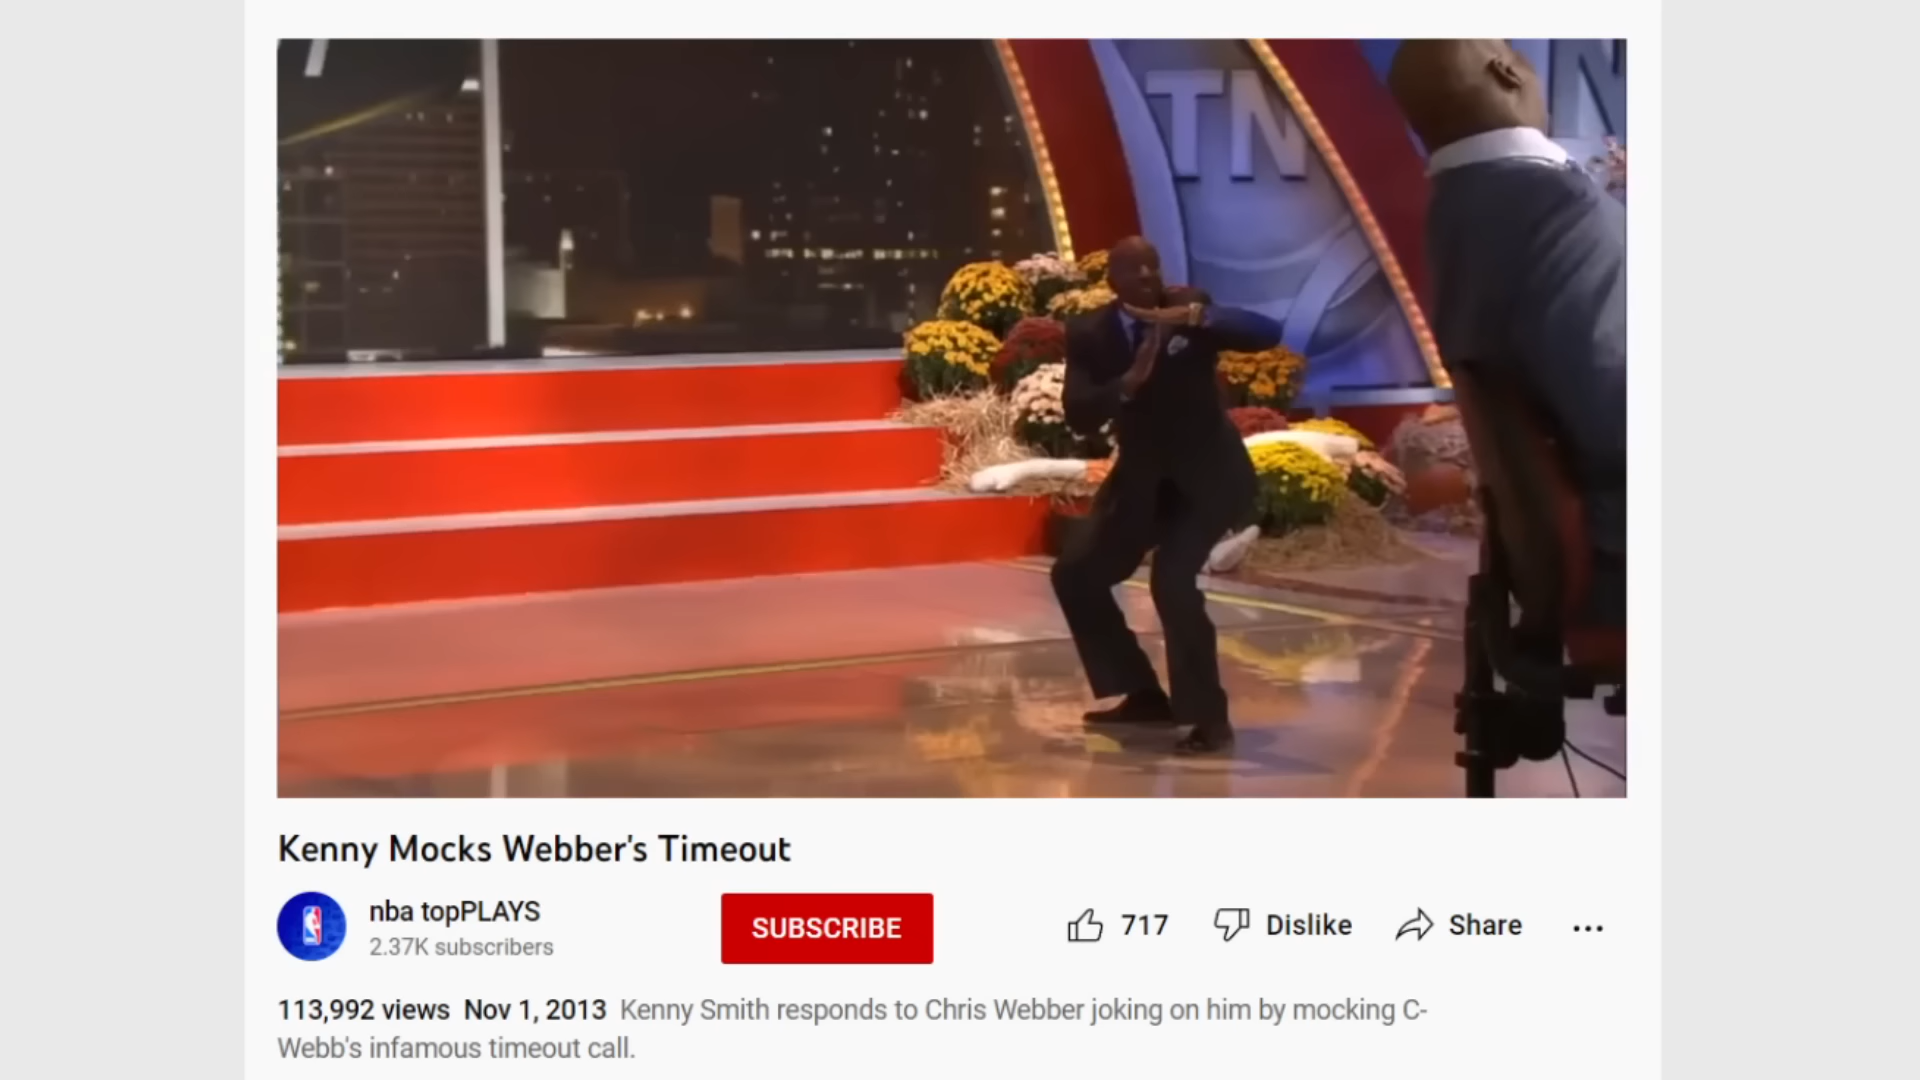 TN
N
Kenny Mocks Webber's Timeout
nba topPLAYS
2.37K subscribers
SUBSCRIBE
717
Dislike
Share
113,992 views Nov 1, 2013 Kenny Smith responds to Chris Webber joking on him by mocking C-
Webb's infamous timeout call.